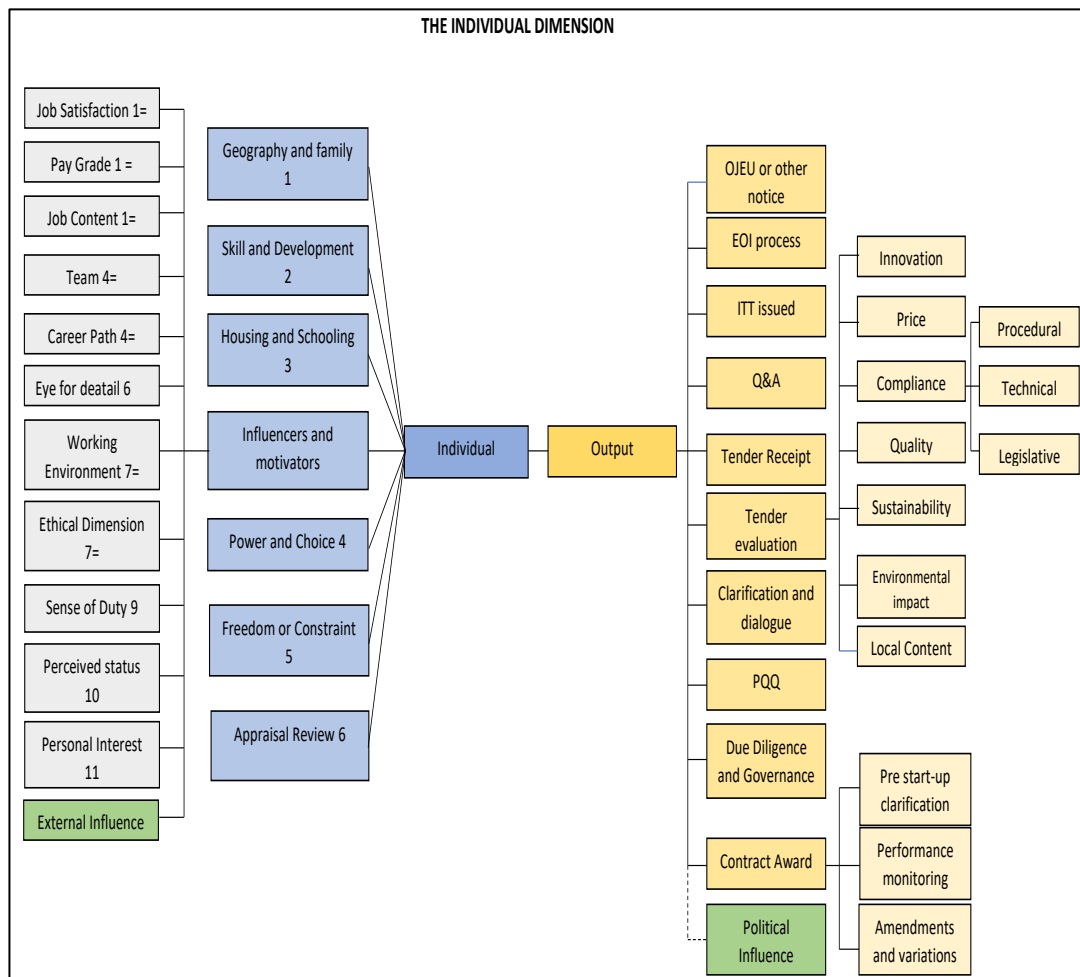 THE INDIVIDUAL DIMENSION
Job Satisfaction 1=
Pay Grade 1 =
Job Content 1=
Team 4=
Career Path 4=
Eye for deatail 6
Working
Environment 7=
Ethical Dimension
7=
Sense of Duty 9
Perceived status
10
Personal Interest
11
External Influence
Geography and family
1
Skill and Development
2
Housing and Schooling
3
Influencers and
motivators
Power and Choice 4
Freedom or Constraint
5
Appraisal Review 6
Individual
Output
OJEU or other
notice
EOI process
ITT issued
Q&A
Tender Receipt
Tender
evaluation
Clarification and
dialogue
PQQ
Due Diligence
and Governance
Contract Award
Political
Influence
Innovation
Price
Compliance
Quality
Sustainability
Environmental
impact
Local Content
Procedural
Technical
Legislative
Pre start-up
clarification
Performance
monitoring
Amendments
and variations